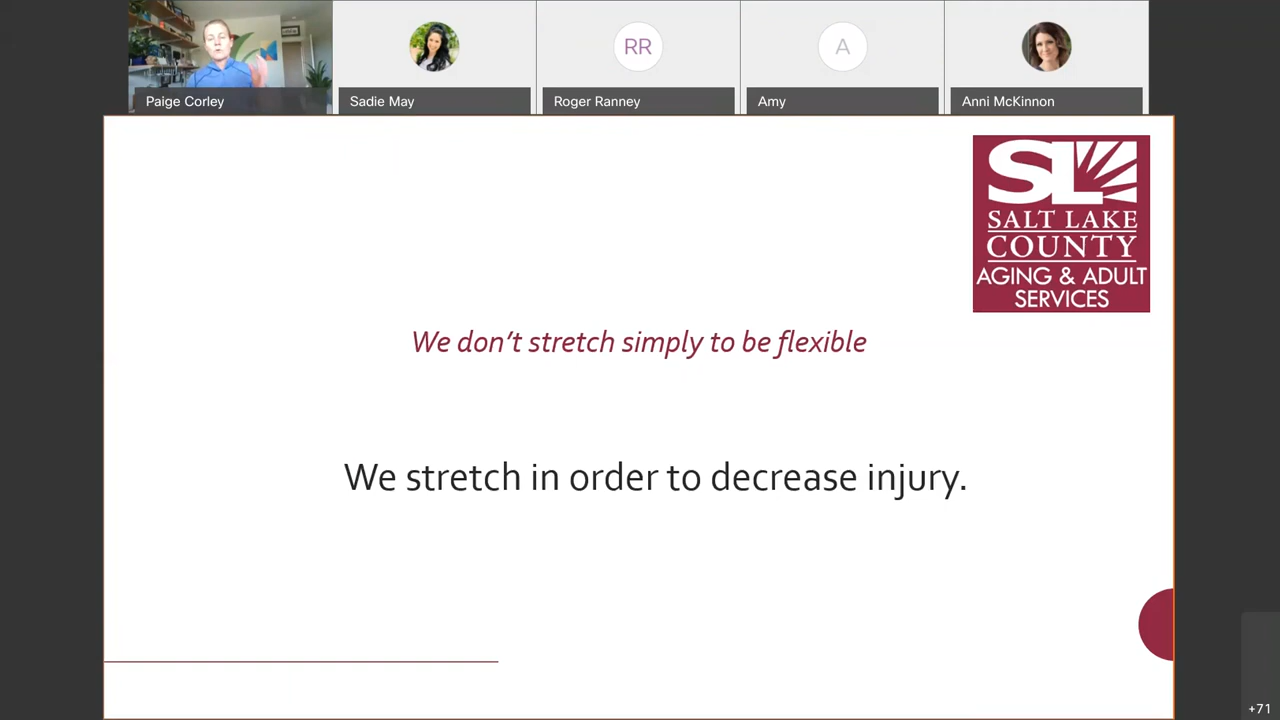 Paige Corley
Sadie May
RR
Roger Ranney
A
Amy
Anni McKinnon
SL
SALT LAKE
COUNTY
AGING & ADULT
SERVICES
We don't stretch simply to be flexible
We stretch in order to decrease injury.
+71